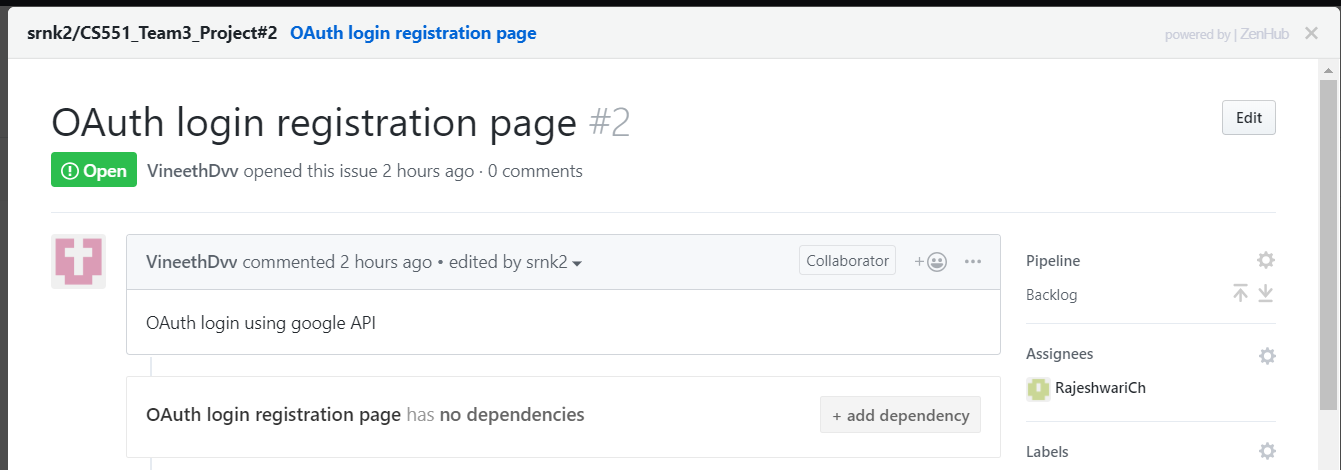 srnk2/CS551_Team3_Project#2 OAuth login registration page powered by | ZenHub
OAuth login registration page #2 Edit
Open VineethDvv opened this issue 2 hours ago · 0 comments
VineethDvv commented 2 hours ago • edited by srnk2 Collaborator +
OAuth login using google API
OAuth login registration page has no dependencies + add dependency
Pipeline
Backlog
Assignees
RajeshwariCh
Labels